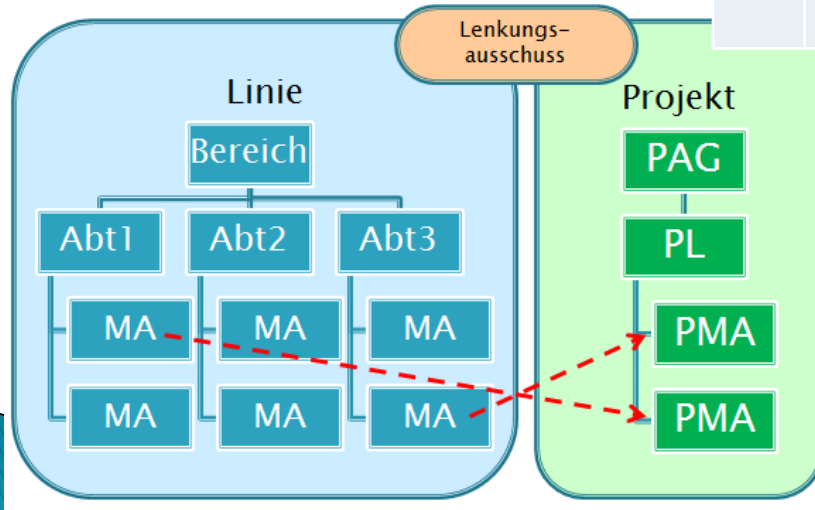 Lenkungs-
ausschuss
Linie
Projekt
Bereich
PAG
Abt1
Abt2
Abt3
PL
MA
MA
MA
PMA
MA
MA
MA
PMA